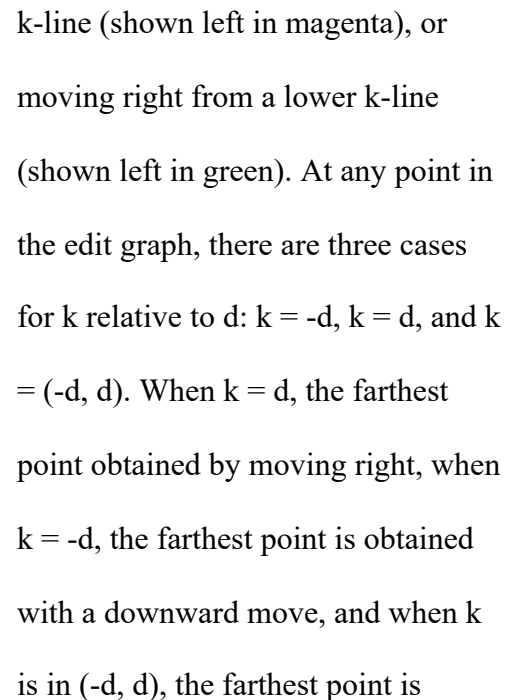 k-line (shown left in magenta), or
moving right from a lower k-line
(shown left in green). At any point in
the edit graph, there are three cases
for k relative to d: k = -d, k = d, and k
= (-d, d). When k = d, the farthest
point obtained by moving right, when
k = -d, the farthest point is obtained
with a downward move, and when k
is in (-d, d), the farthest point is